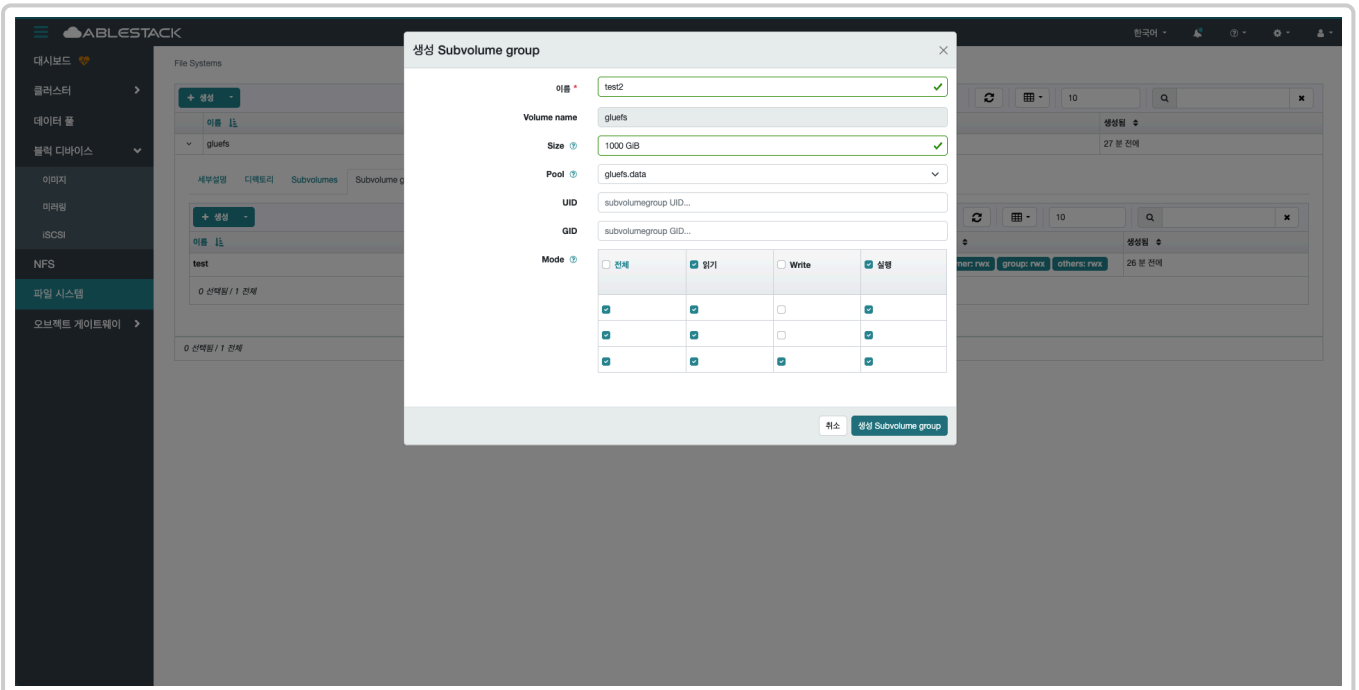 ABLESTACK
한국어
대시보드
클러스터
데이터 풀
블럭 디바이스
이미지
미러링
iSCSI
NFS
파일 시스템
오브젝트 게이트웨이
File Systems
+ 생성
10
이름
생성됨
gluefs
27 분 전에
세부설명 디렉토리 Subvolumes Subvolume g
+ 생성
10
이름
생성됨
test
ner: rwx group: rwx others: rwx
26 분 전에
0 선택됨 / 1 전체
0 선택됨 / 1 전체
생성 Subvolume group
이름 *
test2
Volume name
gluefs
Size
1000 GiB
Pool
gluefs.data
UID
subvolumegroup UID...
GID
subvolumegroup GID...
Mode
전체 읽기 Write 실행
취소
생성 Subvolume group